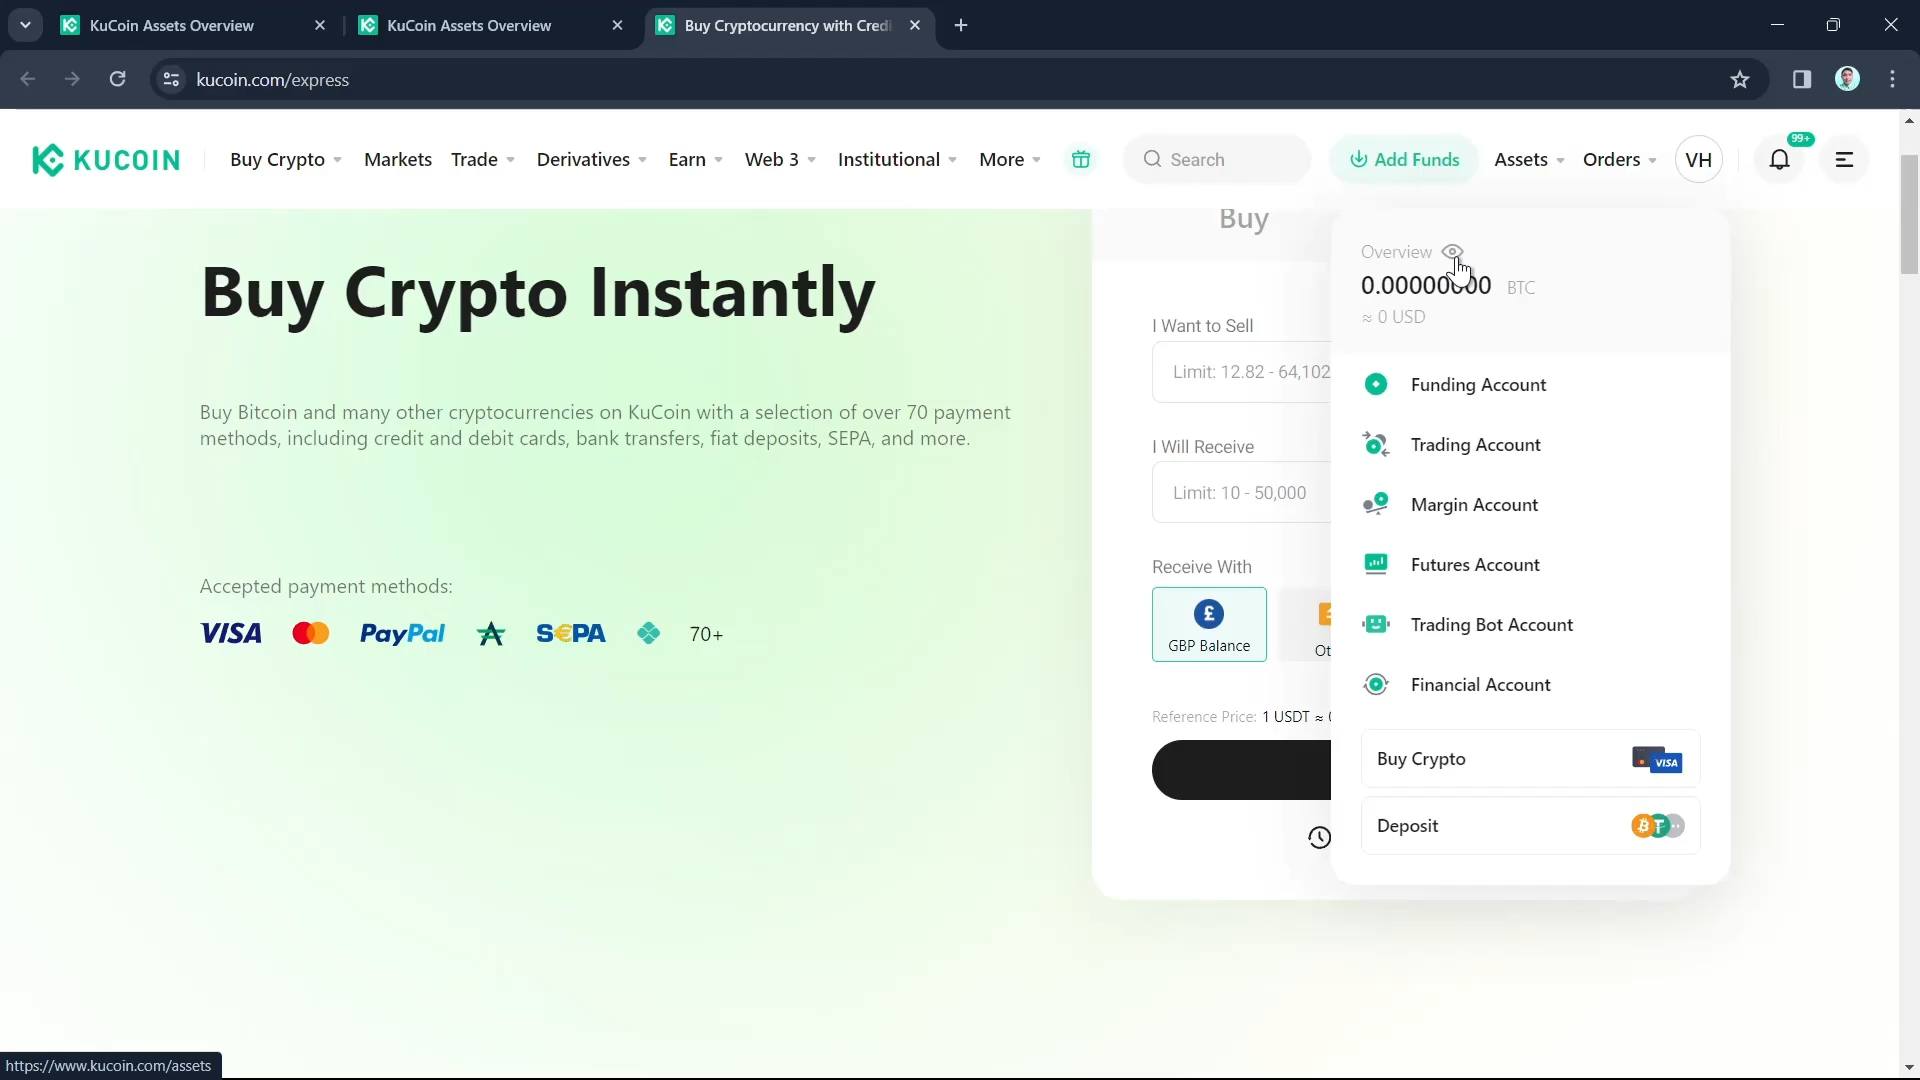 KuCoin Assets Overview
KuCoin Assets Overview
Buy Cryptocurrency with Credi
kucoin.com/express
KUCOIN
Buy Crypto
Markets
Trade
Derivatives
Earn
Web 3
Institutional
More
Search
Add Funds
Assets
Orders
VH
99+
Buy
Buy Crypto Instantly
Buy Bitcoin and many other cryptocurrencies on KuCoin with a selection of over 70 payment
methods, including credit and debit cards, bank transfers, fiat deposits, SEPA, and more.
Accepted payment methods:
VISA
PayPal
S€PA
70+
I Want to Sell
Limit: 12.82 - 64,102
I Will Receive
Limit: 10 - 50,000
Receive With
£
GBP Balance
Ot
Reference Price: 1 USDT ≈
Overview
0.00000000 BTC
≈ 0 USD
Funding Account
Trading Account
Margin Account
Futures Account
Trading Bot Account
Financial Account
Buy Crypto
VISA
Deposit
https://www.kucoin.com/assets